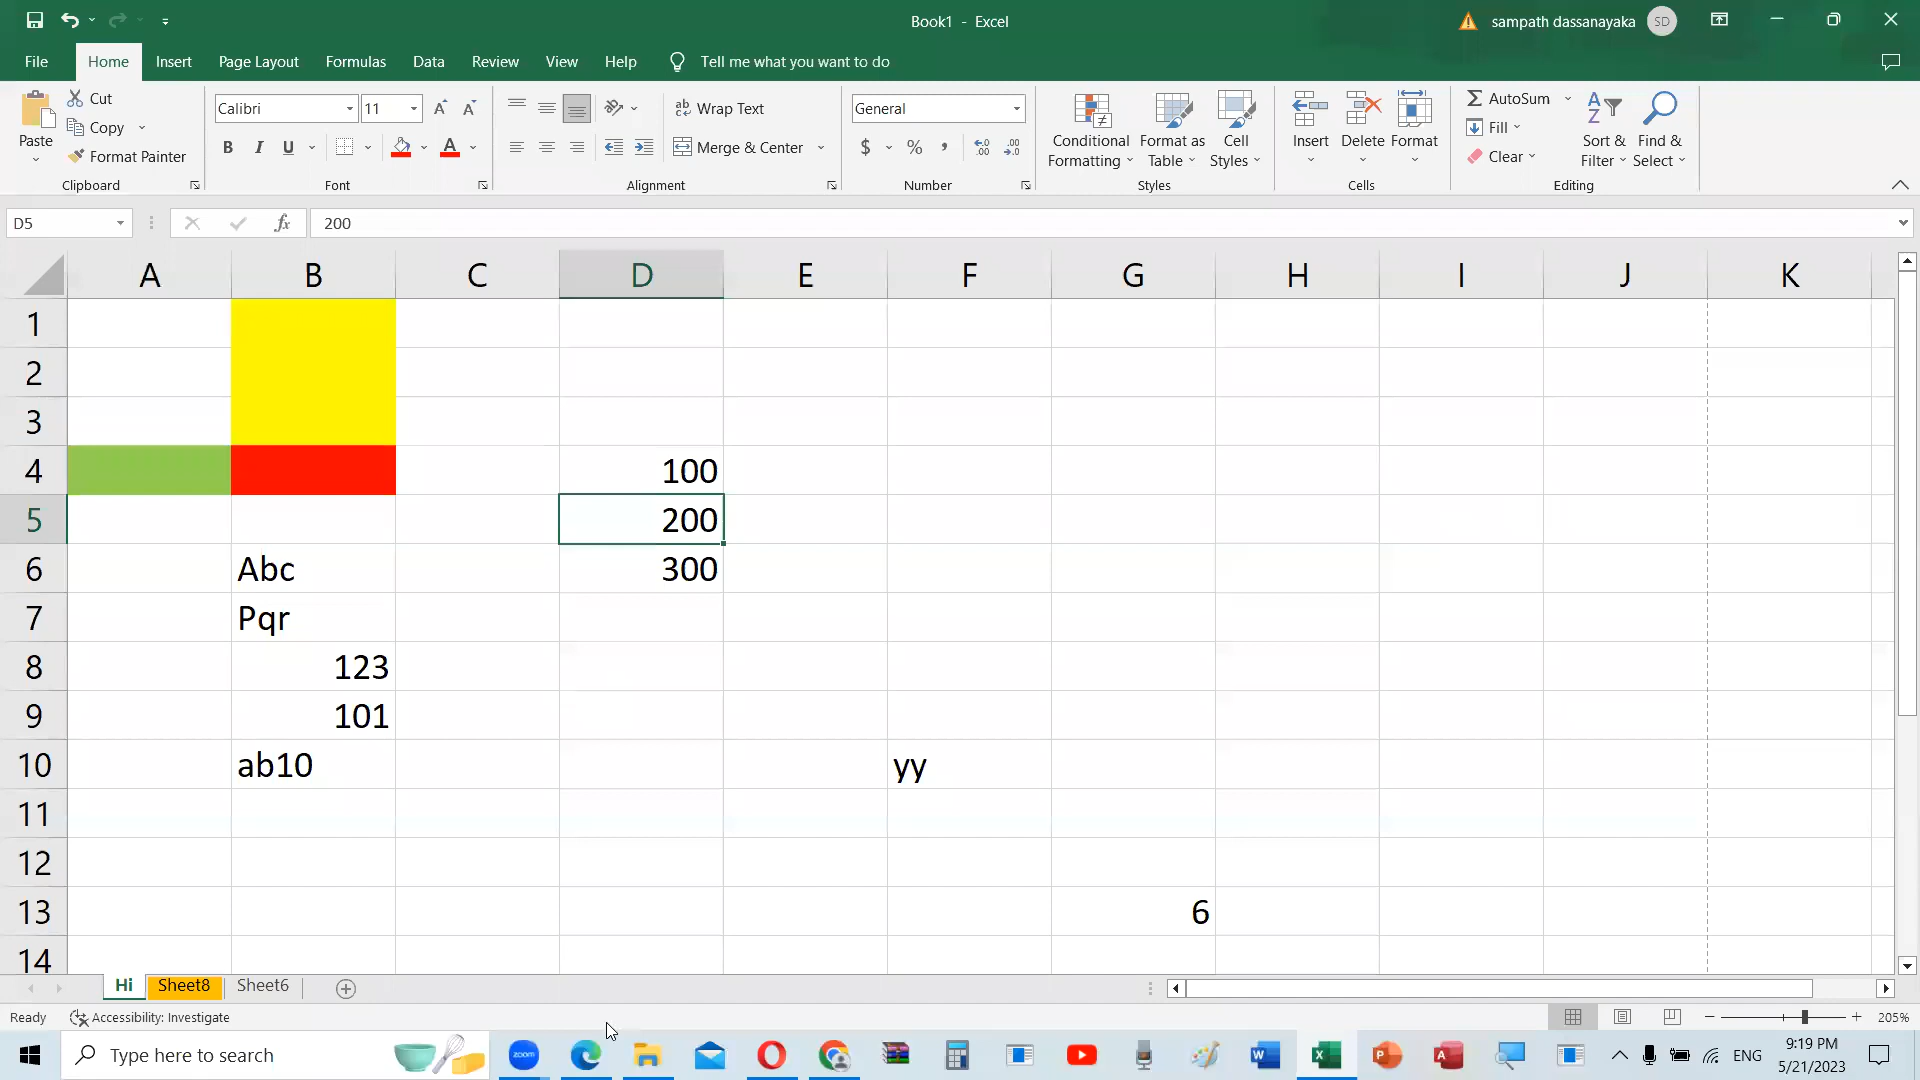 Book1 - Excel
sampath dassanayaka
SD
File Home Insert Page Layout Formulas Data Review View Help Tell me what you want to do
Paste
Cut
Copy
Format Painter
Clipboard
Calibri 11
B I U
Font
Wrap Text
Merge & Center
Alignment
General
$ % ,
Number
Conditional Formatting
Format as Table
Cell Styles
Styles
Insert Delete Format
Cells
AutoSum
Fill
Clear
Sort & Filter
Find & Select
Editing
D5 fx 200
A B C D E F G H I J K
1
2
3
4 100
5 200
6 Abc 300
7 Pqr
8 123
9 101
10 ab10 yy
11
12
13 6
14
Hi Sheet8 Sheet6
Ready Accessibility: Investigate 205%
Type here to search
zoom
ENG
9:19 PM
5/21/2023